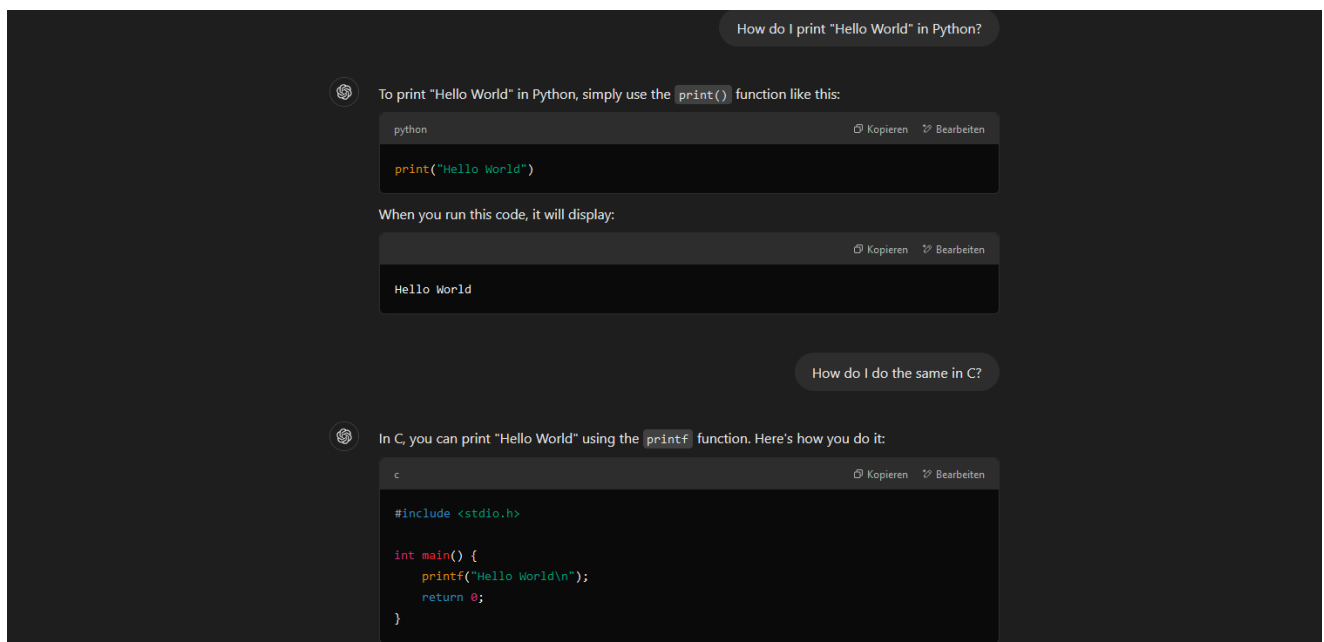 How do I print "Hello World" in Python?
To print "Hello World" in Python, simply use the print() function like this:
python Kopieren Bearbeiten
print("Hello World")
When you run this code, it will display:
Kopieren Bearbeiten
Hello World
How do I do the same in C?
In C, you can print "Hello World" using the printf function. Here's how you do it:
c Kopieren Bearbeiten
#include <stdio.h>
int main() {
    printf("Hello World\n");
    return 0;
}